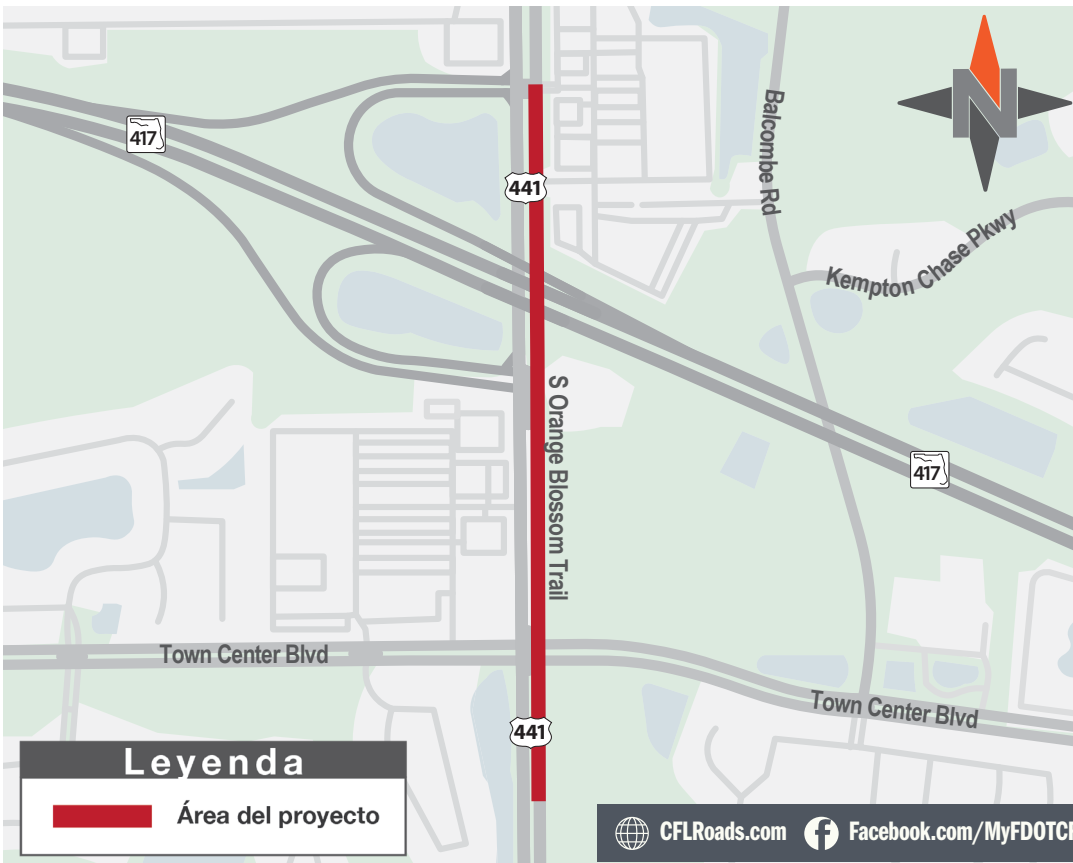 N
417
441
Balcombe Rd
Kempton Chase Pkwy
S Orange Blossom Trail
417
Town Center Blvd
Town Center Blvd
441
Leyenda
Área del proyecto
CFLRoads.com
Facebook.com/MyFDOTCF